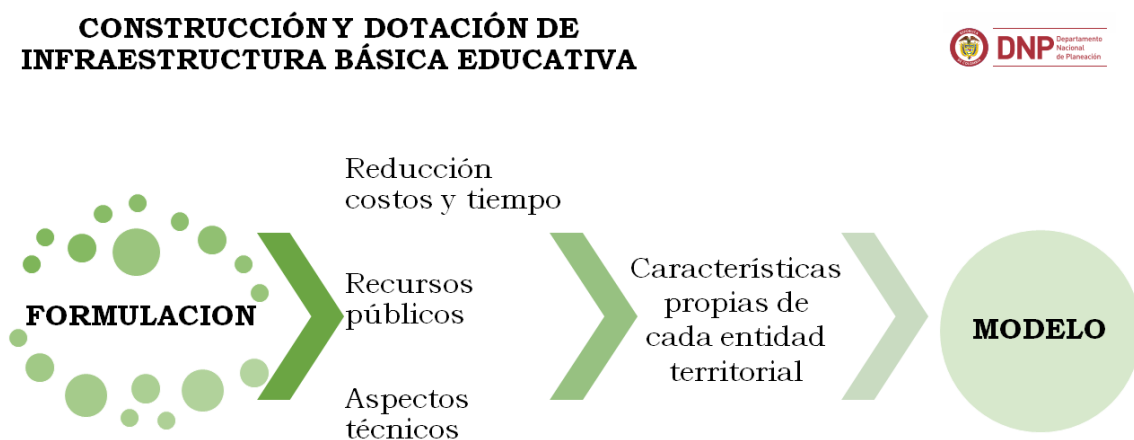 CONSTRUCCIÓN Y DOTACIÓN DE
INFRAESTRUCTURA BÁSICA EDUCATIVA
DNP
Departamento
Nacional
de Planeación
FORMULACION
Reducción
costos y tiempo
Recursos
públicos
Aspectos
técnicos
Característícas
propias de
cada entidad
territorial
MODELO